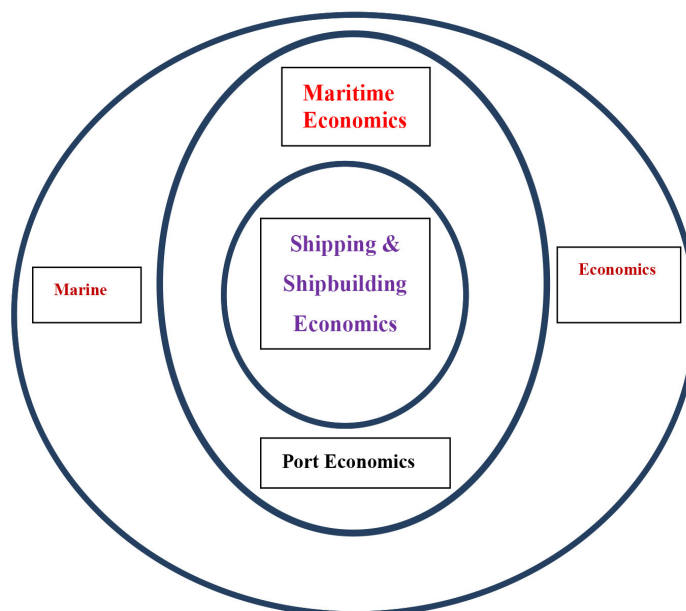 Maritime
Economics
Shipping &
Shipbuilding
Economics
Marine
Economics
Port Economics